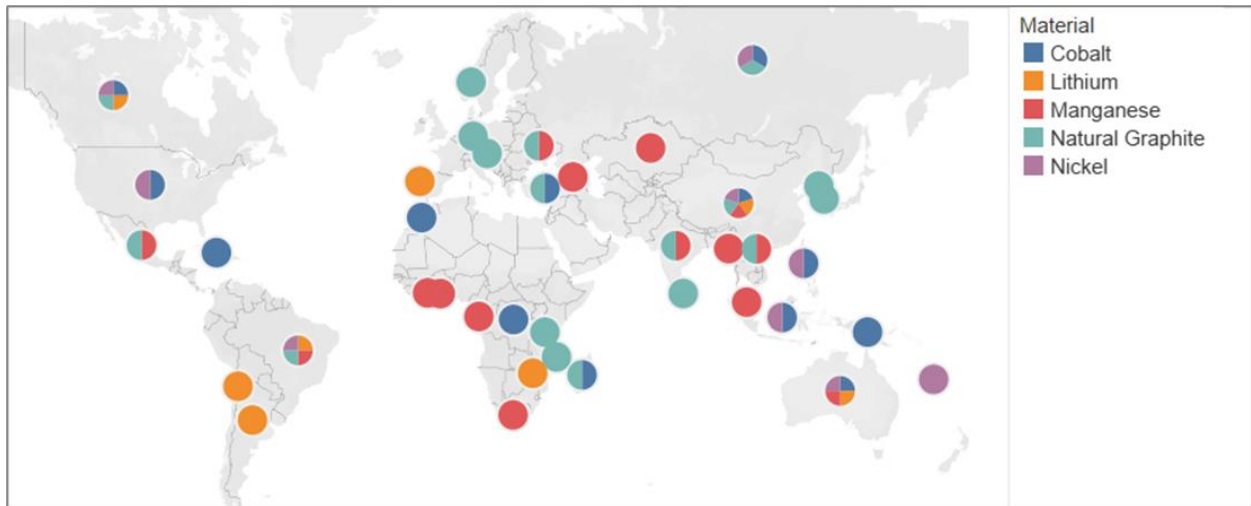 Material
Cobalt
Lithium
Manganese
Natural Graphite
Nickel